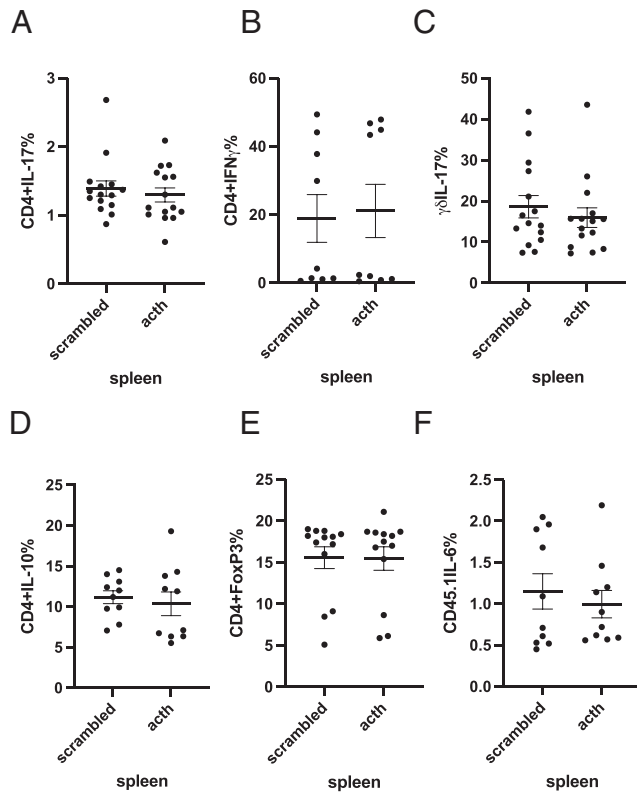 A
CD4+IL-17%
3
2
1
0
scrambled
acth
spleen
B
CD4+IFNγ%
60
40
20
0
scrambled
acth
spleen
C
γδIL-17%
50
40
30
20
10
0
scrambled
acth
spleen
D
CD4+IL-10%
25
20
15
10
5
0
scrambled
acth
spleen
E
CD4+FoxP3%
25
20
15
10
5
0
scrambled
acth
spleen
F
CD45.1IL-6%
2.5
2.0
1.5
1.0
0.5
0.0
scrambled
acth
spleen